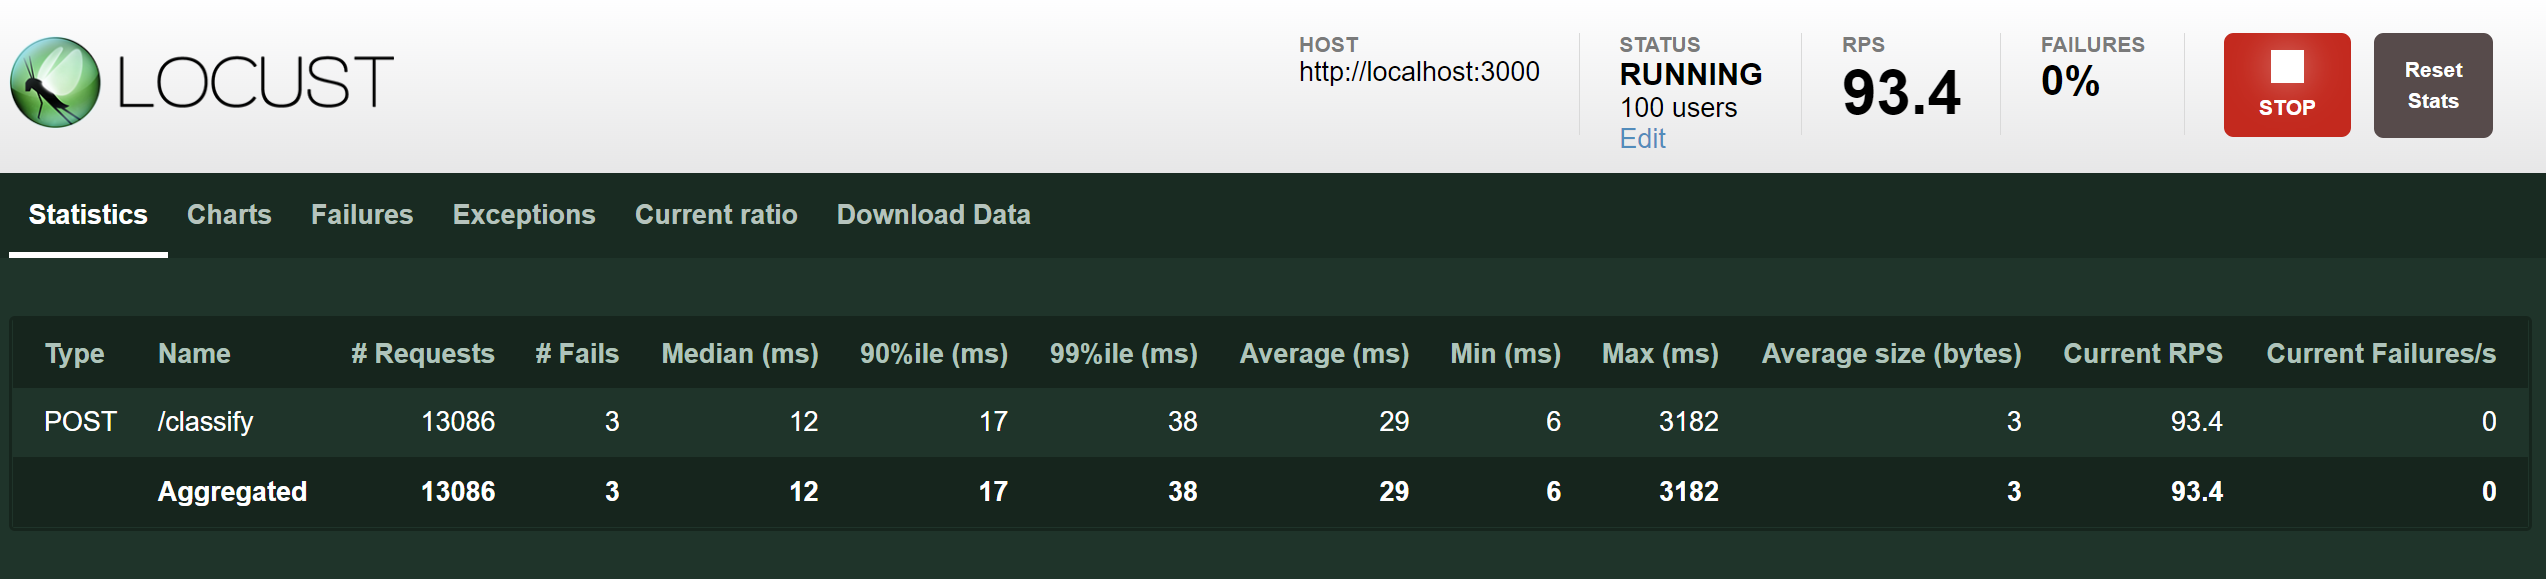 LOCUST
HOST
http://localhost:3000
STATUS
RUNNING
100 users
Edit
RPS
93.4
FAILURES
0%
STOP
Reset
Stats
Statistics Charts Failures Exceptions Current ratio Download Data
Type Name # Requests # Fails Median (ms) 90%ile (ms) 99%ile (ms) Average (ms) Min (ms) Max (ms) Average size (bytes) Current RPS Current Failures/s
POST /classify 13086 3 12 17 38 29 6 3182 3 93.4 0
Aggregated 13086 3 12 17 38 29 6 3182 3 93.4 0